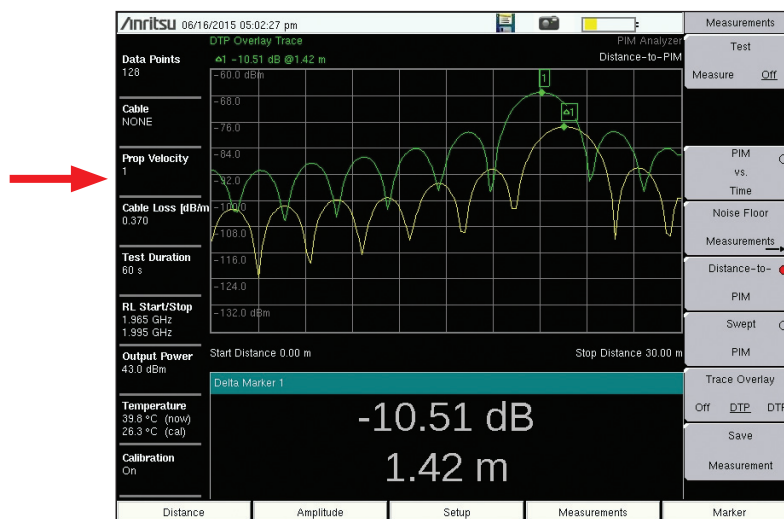 Anritsu 06/16/2015 05:02:27 pm
Measurements
DTP Overlay Trace
PIM Analyzer
Δ1 -10.51 dB @1.42 m
Distance-to-PIM
Data Points
128
Cable
NONE
Prop Velocity
1
Cable Loss [dB/m
0.370
Test Duration
60 s
RL Start/Stop
1.965 GHz
1.995 GHz
Output Power
43.0 dBm
Temperature
39.8 °C (now)
26.3 °C (cal)
Calibration
On
-60.0 dBm
-68.0
-76.0
-84.0
-92.0
-100.0
-108.0
-116.0
-124.0
-132.0 dBm
1
Δ1
Start Distance 0.00 m
Stop Distance 30.00 m
Delta Marker 1
-10.51 dB
1.42 m
Test
Measure Off
PIM
vs.
Time
Noise Floor
Measurements
Distance-to-
PIM
Swept
PIM
Trace Overlay
Off DTP DTF
Save
Measurement
Distance
Amplitude
Setup
Measurements
Marker